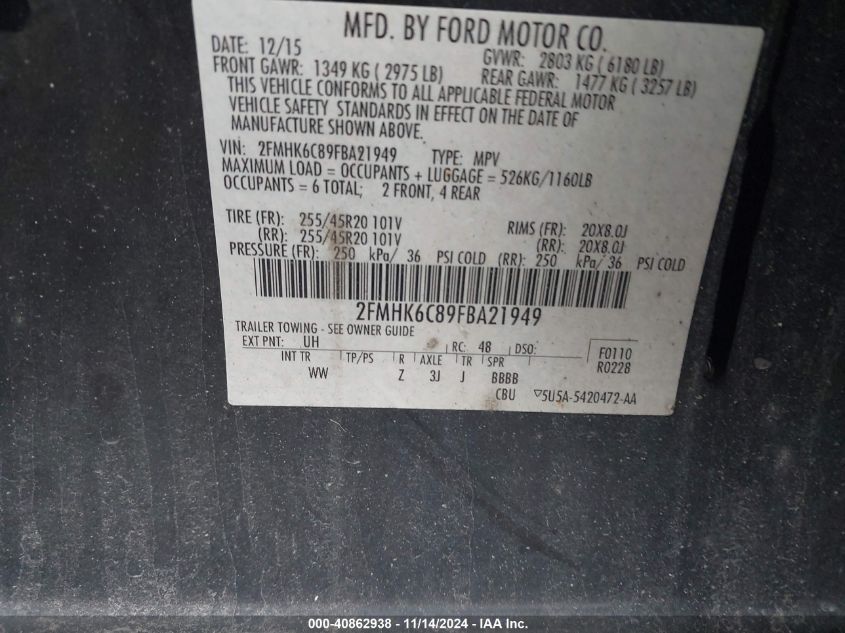 MFD. BY FORD MOTOR CO.
DATE: 12/15 GVWR: 2803 KG ( 6180 LB)
FRONT GAWR: 1349 KG ( 2975 LB) REAR GAWR: 1477 KG ( 3257 LB)
THIS VEHICLE CONFORMS TO ALL APPLICABLE FEDERAL MOTOR
VEHICLE SAFETY STANDARDS IN EFFECT ON THE DATE OF
MANUFACTURE SHOWN ABOVE.
VIN: 2FMHK6C89FBA21949 TYPE: MPV
MAXIMUM LOAD = OCCUPANTS + LUGGAGE = 526KG/1160LB
OCCUPANTS = 6 TOTAL; 2 FRONT, 4 REAR
TIRE (FR): 255/45R20 101V RIMS (FR): 20X8.0J
(RR): 255/45R20 101V (RR): 20X8.0J
PRESSURE (FR): 250 kPa/ 36 PSI COLD (RR): 250 kPa/ 36 PSI COLD
2FMHK6C89FBA21949
TRAILER TOWING - SEE OWNER GUIDE
EXT PNT: UH RC: 48 DSO: F0110
INT TR TP/PS R AXLE TR SPR R0228
WW Z 3J J BBBB
CBU ▽5U5A-5420472-AA
000-40862938 - 11/14/2024 - IAA Inc.